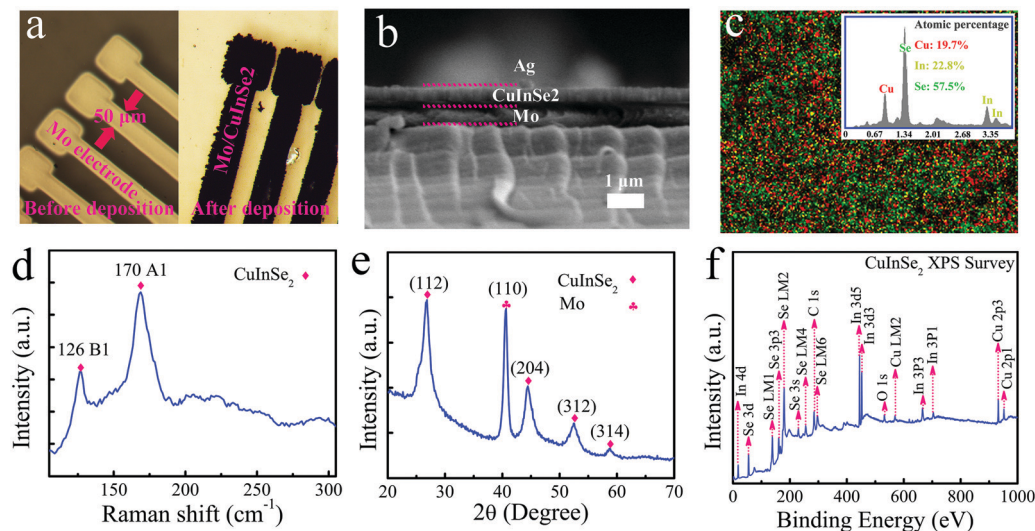 a
50 μm
Mo electrode
Before deposition
Mo/CuInSe2
After deposition
b
Ag
CuInSe2
Mo
1 μm
c
Atomic percentage
Cu: 19.7%
In: 22.8%
Se: 57.5%
Se
Cu
In
In
0 0.67 1.34 2.01 2.68 3.35
d
CuInSe₂
170 A1
126 B1
Intensity (a.u.)
150 200 250 300
Raman shift (cm⁻¹)
e
CuInSe₂
Mo
(112)
(110)
(204)
(312)
(314)
Intensity (a.u.)
20 30 40 50 60 70
2θ (Degree)
f
CuInSe₂ XPS Survey
In 4d
Se 3d
Se LM1
Se 3p3
Se LM2
Se 3s
Se LM4
C 1s
Se LM6
In 3d5
In 3d3
O 1s
Cu LM2
In 3P3
In 3P1
Cu 2p3
Cu 2p1
Intensity (a.u.)
0 200 400 600 800 1000
Binding Energy (eV)